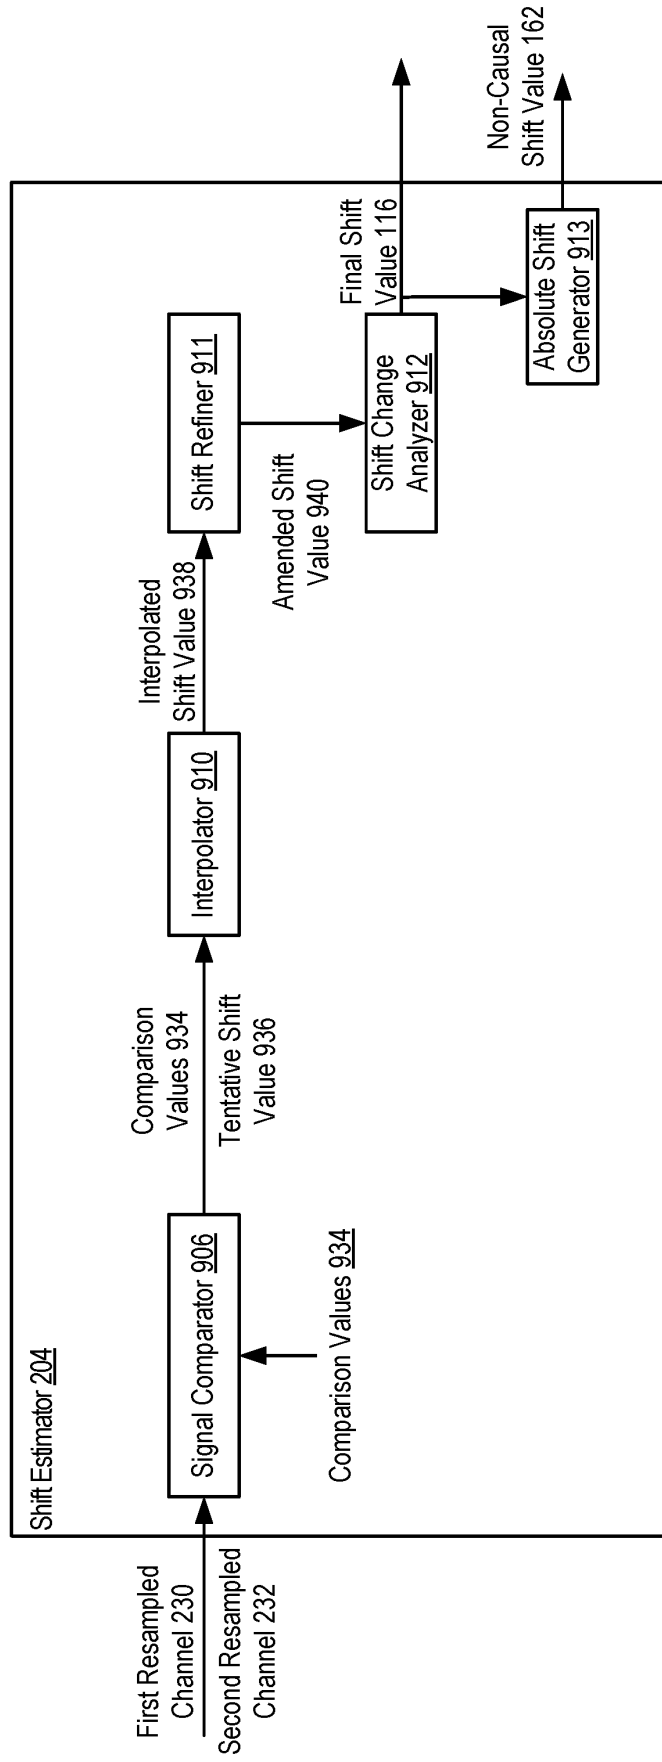 Shift Estimator 204
First Resampled
Channel 230
Second Resampled
Channel 232
Signal Comparator 906
Comparison Values 934
Comparison
Values 934
Tentative Shift
Value 936
Interpolator 910
Interpolated
Shift Value 938
Shift Refiner 911
Amended Shift
Value 940
Shift Change
Analyzer 912
Final Shift
Value 116
Absolute Shift
Generator 913
Non-Causal
Shift Value 162